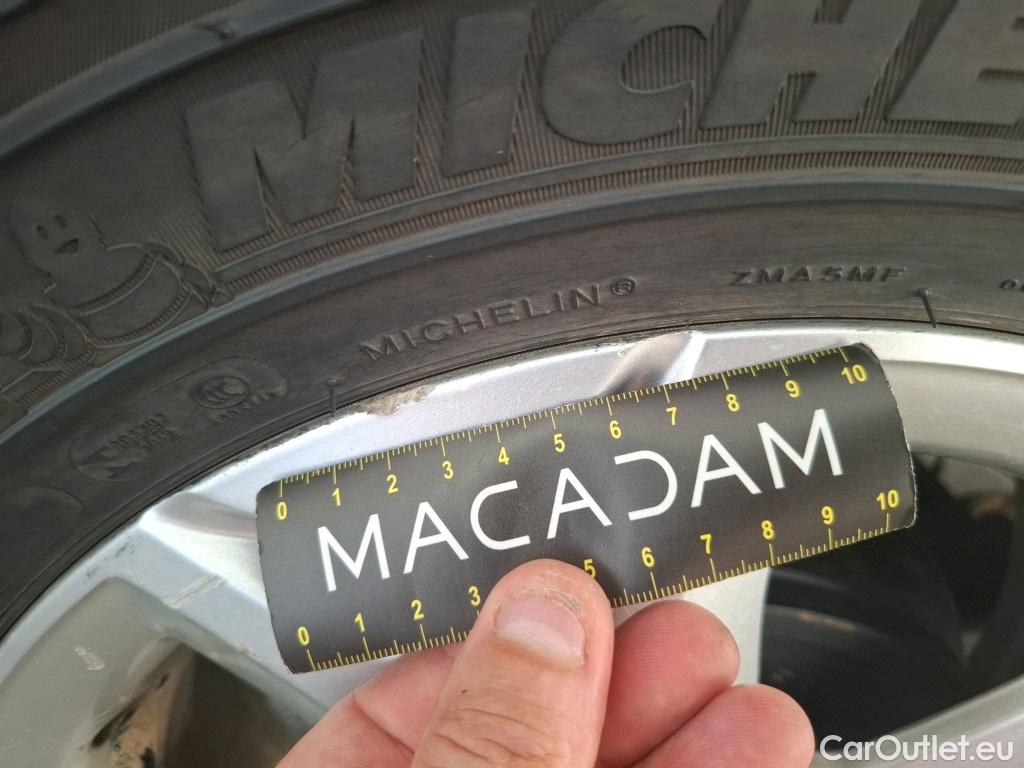 MICHE
MICHELIN®
ZMA5MF
0 1 2 3 4 5 6 7 8 9 10
MACADAM
0 1 2 3 5 6 7 8 9 10
CarOutlet.eu